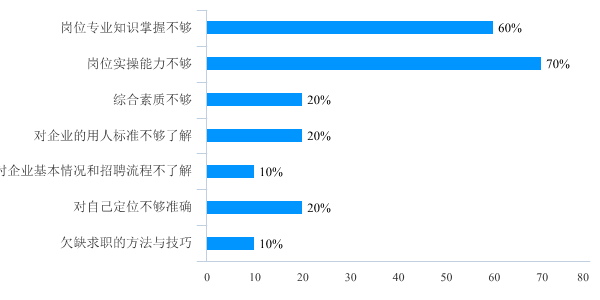 岗位专业知识掌握不够 60%
岗位实操能力不够 70%
综合素质不够 20%
对企业的用人标准不够了解 20%
对企业基本情况和招聘流程不了解 10%
对自己定位不够准确 20%
欠缺求职的方法与技巧 10%
0 10 20 30 40 50 60 70 80